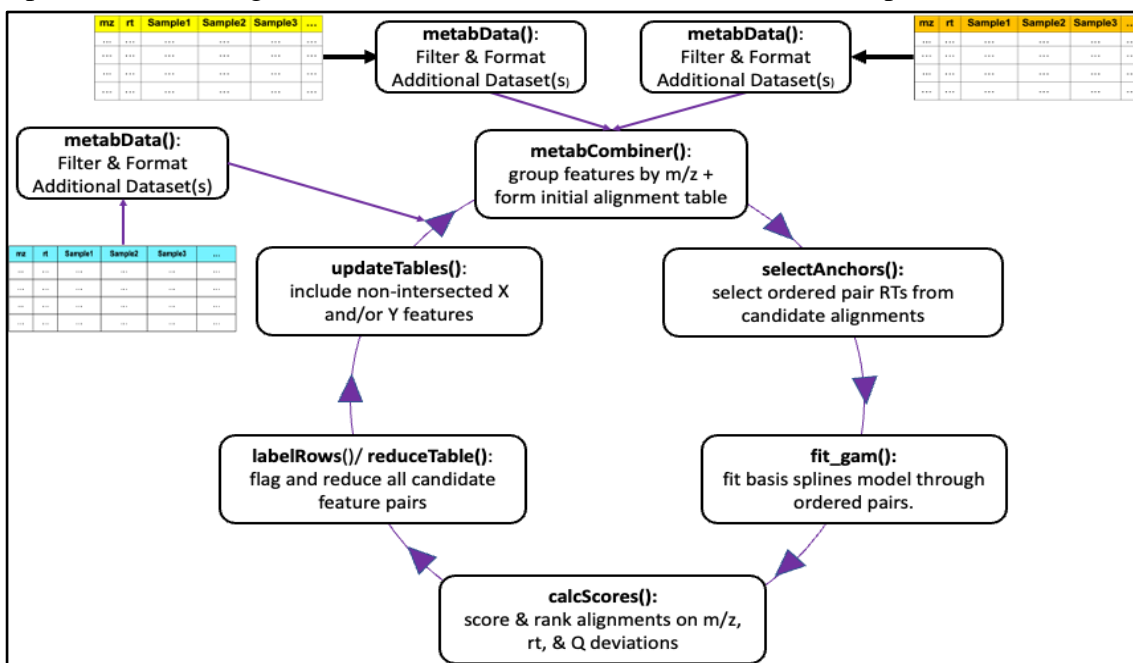 mz rt Sample1 Sample2 Sample3 ...
... ... ... ... ... ...
... ... ... ... ... ...
... ... ... ... ... ...
... ... ... ... ... ...
metabData():
Filter & Format
Additional Dataset(s)
metabData():
Filter & Format
Additional Dataset(s)
mz rt Sample1 Sample2 Sample3 ...
... ... ... ... ... ...
... ... ... ... ... ...
... ... ... ... ... ...
... ... ... ... ... ...
metabData():
Filter & Format
Additional Dataset(s)
mz rt Sample1 Sample2 Sample3 ...
... ... ... ... ... ...
... ... ... ... ... ...
... ... ... ... ... ...
... ... ... ... ... ...
metabCombiner():
group features by m/z +
form initial alignment table
updateTables():
include non-intersected X
and/or Y features
selectAnchors():
select ordered pair RTs from
candidate alignments
labelRows()/ reduceTable():
flag and reduce all candidate
feature pairs
fit_gam():
fit basis splines model through
ordered pairs.
calcScores():
score & rank alignments on m/z,
rt, & Q deviations